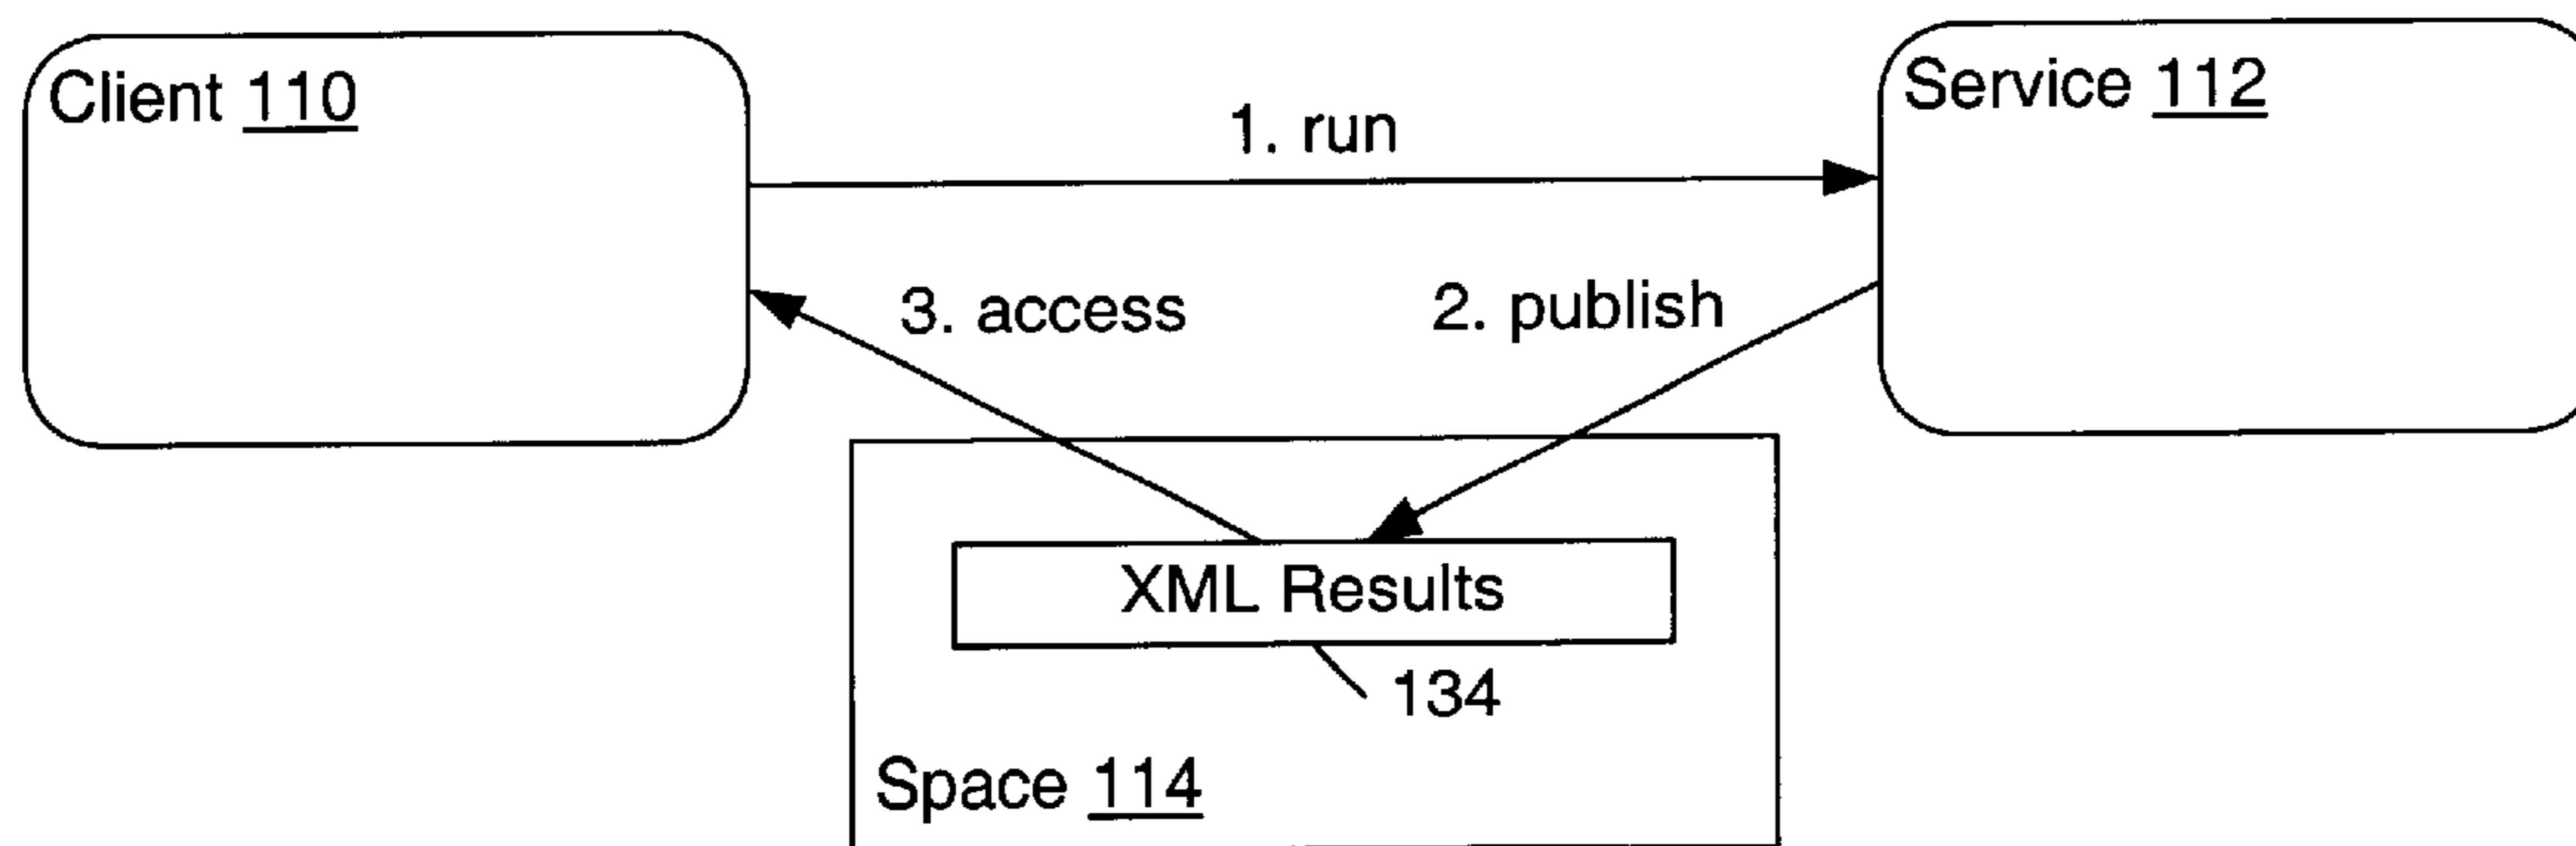 Client 110
Service 112
1. run
3. access
2. publish
XML Results
134
Space 114